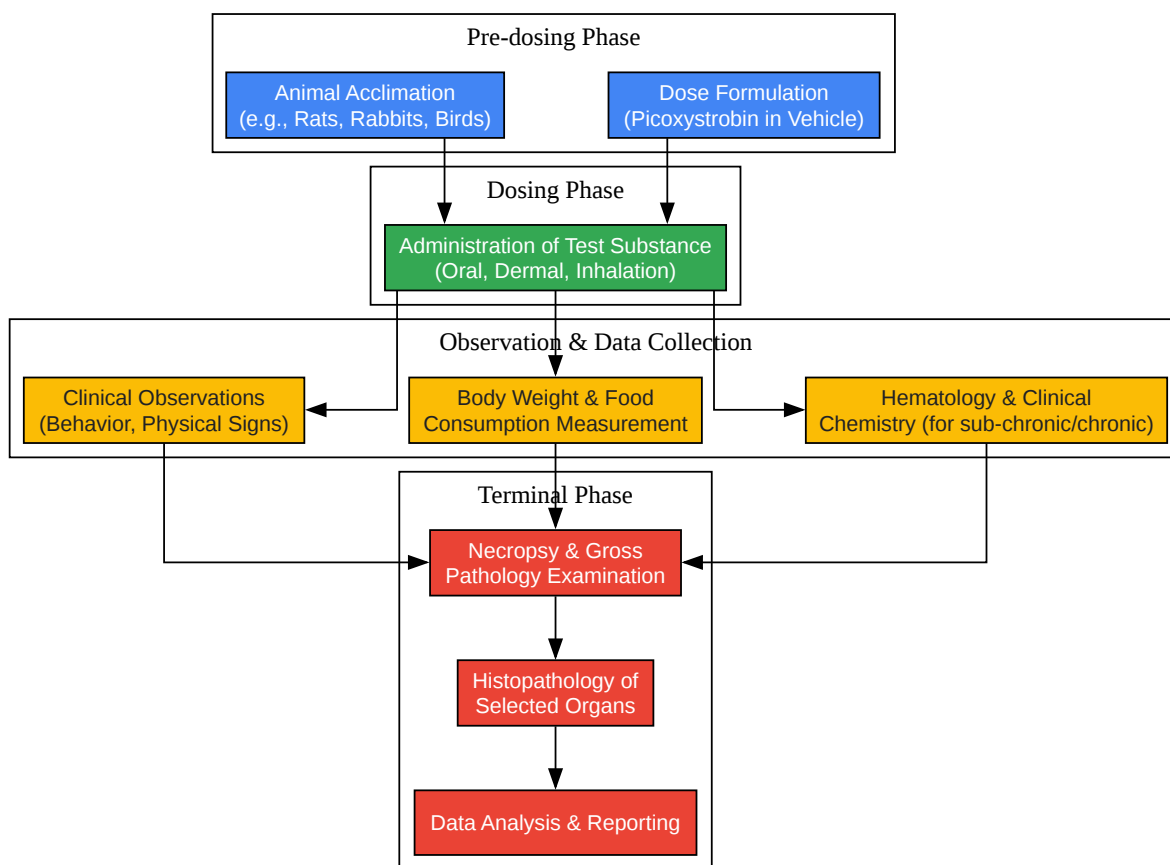 Pre-dosing Phase
Animal Acclimation
(e.g., Rats, Rabbits, Birds)
Dose Formulation
(Picoxystrobin in Vehicle)
Dosing Phase
Administration of Test Substance
(Oral, Dermal, Inhalation)
Observation & Data Collection
Clinical Observations
(Behavior, Physical Signs)
Body Weight & Food
Consumption Measurement
Hematology & Clinical
Chemistry (for sub-chronic/chronic)
Terminal Phase
Necropsy & Gross
Pathology Examination
Histopathology of
Selected Organs
Data Analysis & Reporting